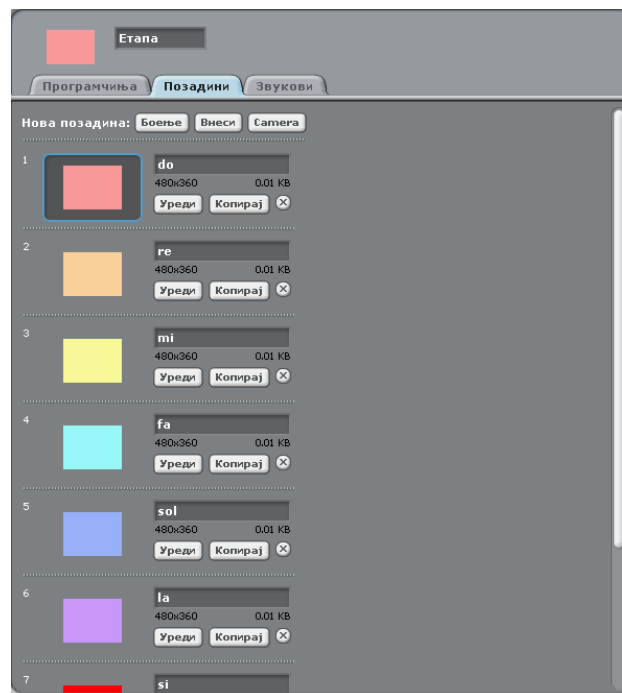 Етапа
Програмчиња Позадини Звукови
Нова позадина: Боење Внеси Camera
1 do
480x360 0.01 KB
Уреди Копирај
2 re
480x360 0.01 KB
Уреди Копирај
3 mi
480x360 0.01 KB
Уреди Копирај
4 fa
480x360 0.01 KB
Уреди Копирај
5 sol
480x360 0.01 KB
Уреди Копирај
6 la
480x360 0.01 KB
Уреди Копирај
7 si